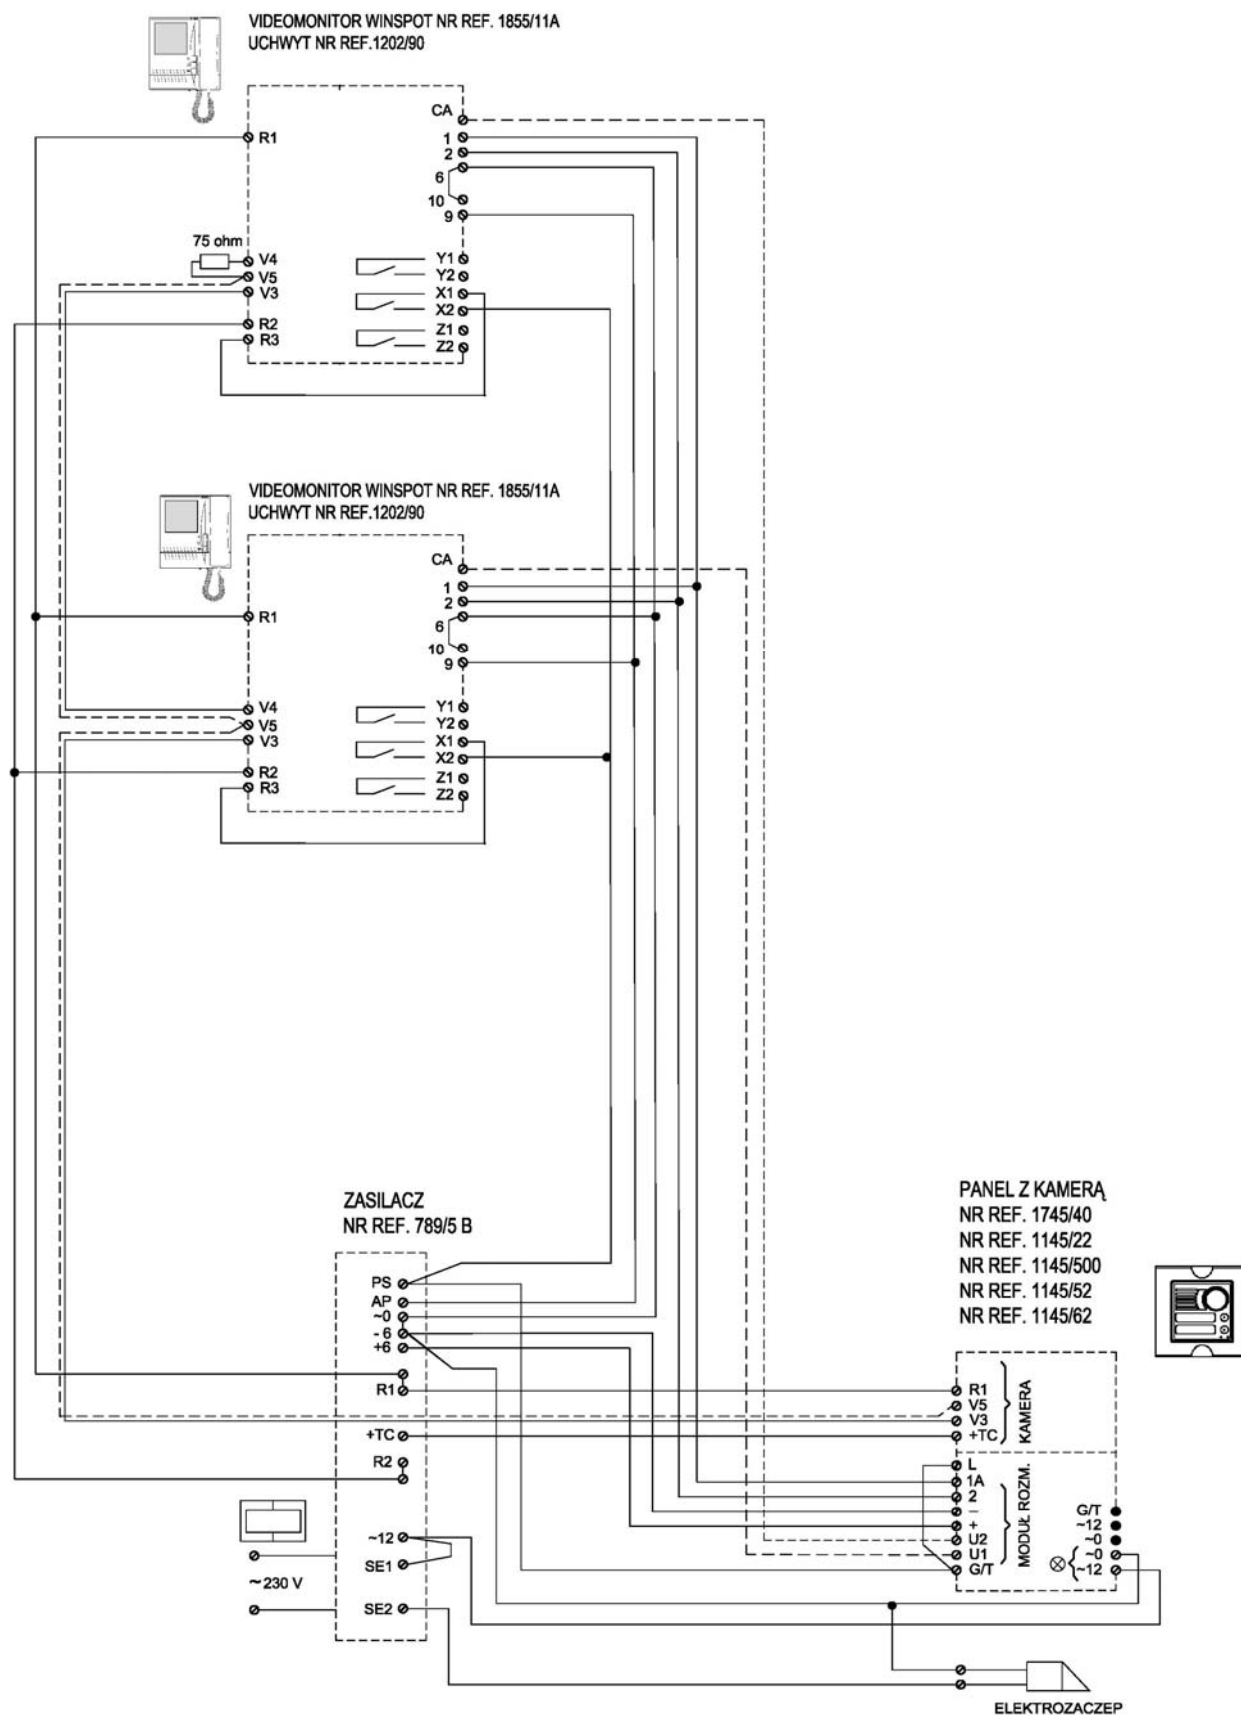 VIDEOMONITOR WINSPOT NR REF. 1855/11A
UCHWYT NR REF.1202/90
CA
R1
1
2
6
10
9
75 ohm
V4
V5
V3
R2
R3
Y1
Y2
X1
X2
Z1
Z2
VIDEOMONITOR WINSPOT NR REF. 1855/11A
UCHWYT NR REF.1202/90
CA
R1
1
2
6
10
9
V4
V5
V3
R2
R3
Y1
Y2
X1
X2
Z1
Z2
ZASILACZ
NR REF. 789/5 B
PS
AP
~0
- 6
+6
R1
+TC
R2
~12
SE1
SE2
~230 V
PANEL Z KAMERĄ
NR REF. 1745/40
NR REF. 1145/22
NR REF. 1145/500
NR REF. 1145/52
NR REF. 1145/62
R1
V5
V3
+TC
KAMERA
L
1A
2
–
+
U2
U1
G/T
MODUŁ ROZM.
G/T
~12
~0
~0
~12
ELEKTROZACZEP